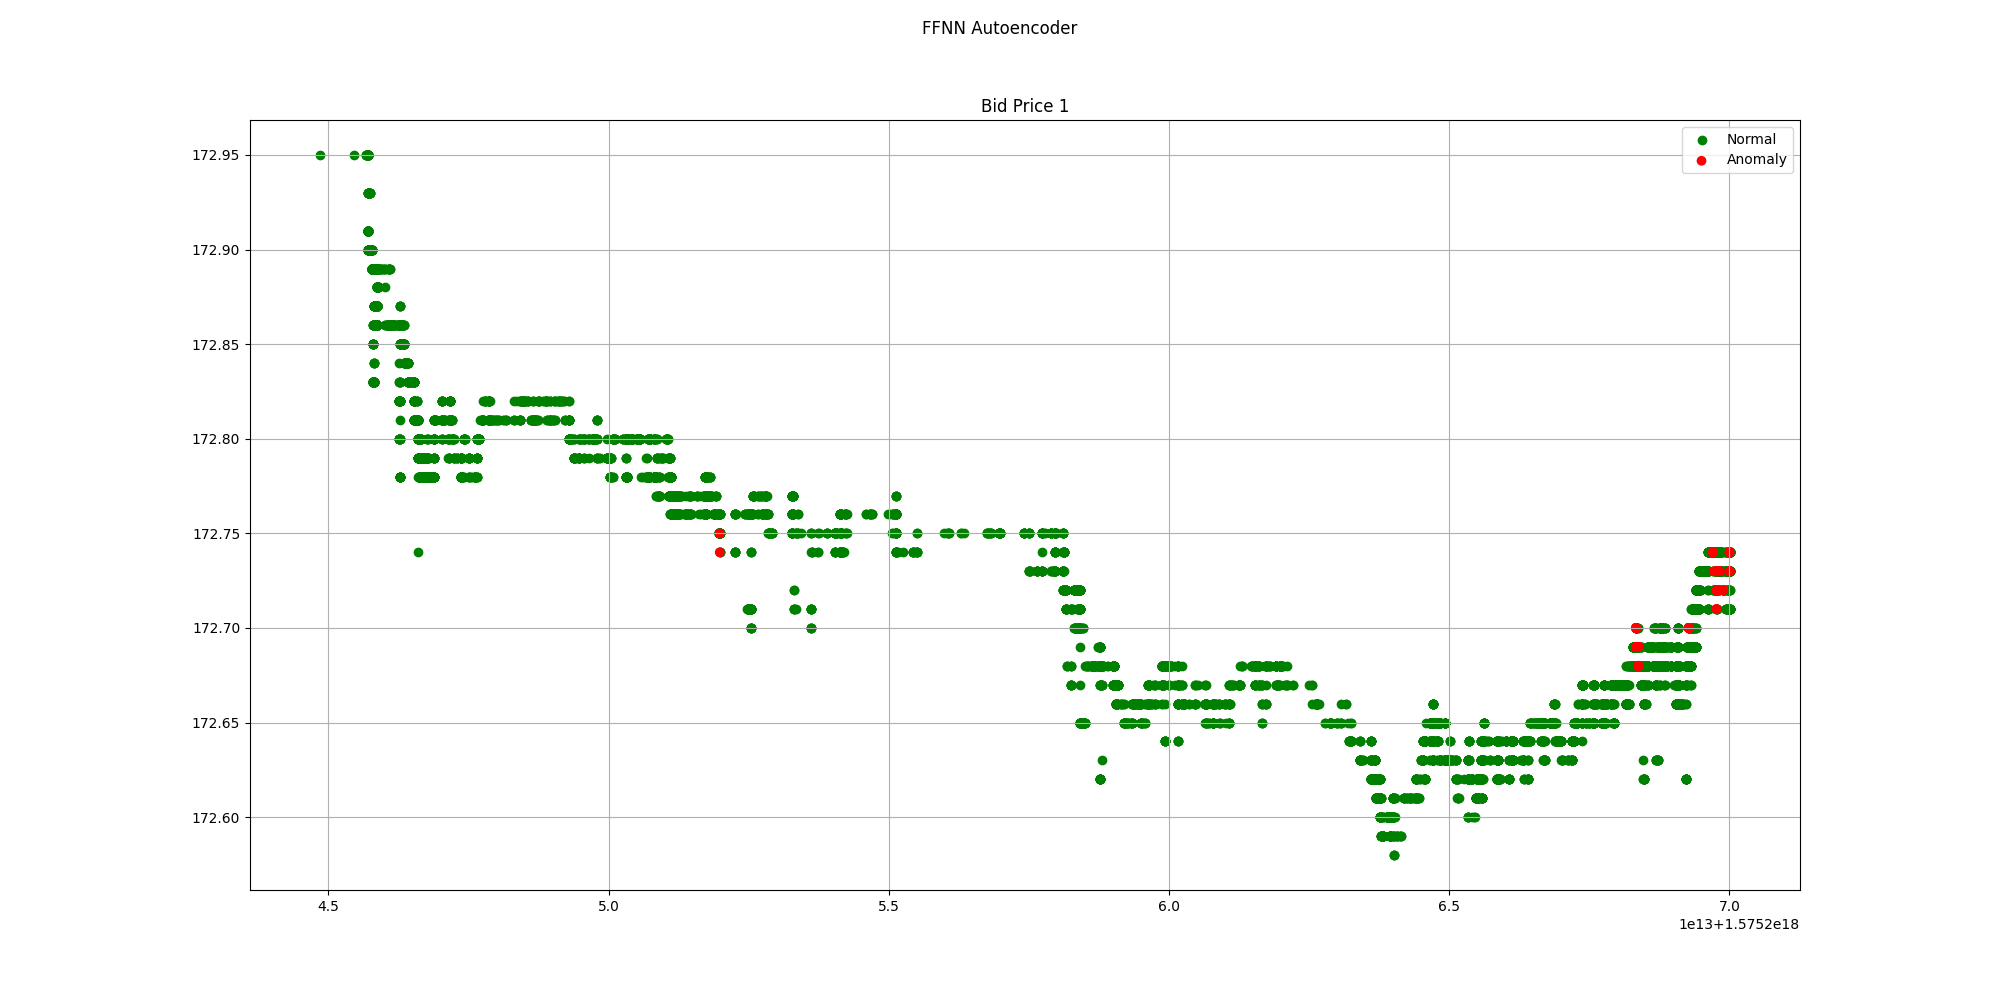 FFNN Autoencoder
Bid Price 1
Normal
Anomaly
172.95
172.90
172.85
172.80
172.75
172.70
172.65
172.60
4.5 5.0 5.5 6.0 6.5 7.0
1e13+1.5752e18